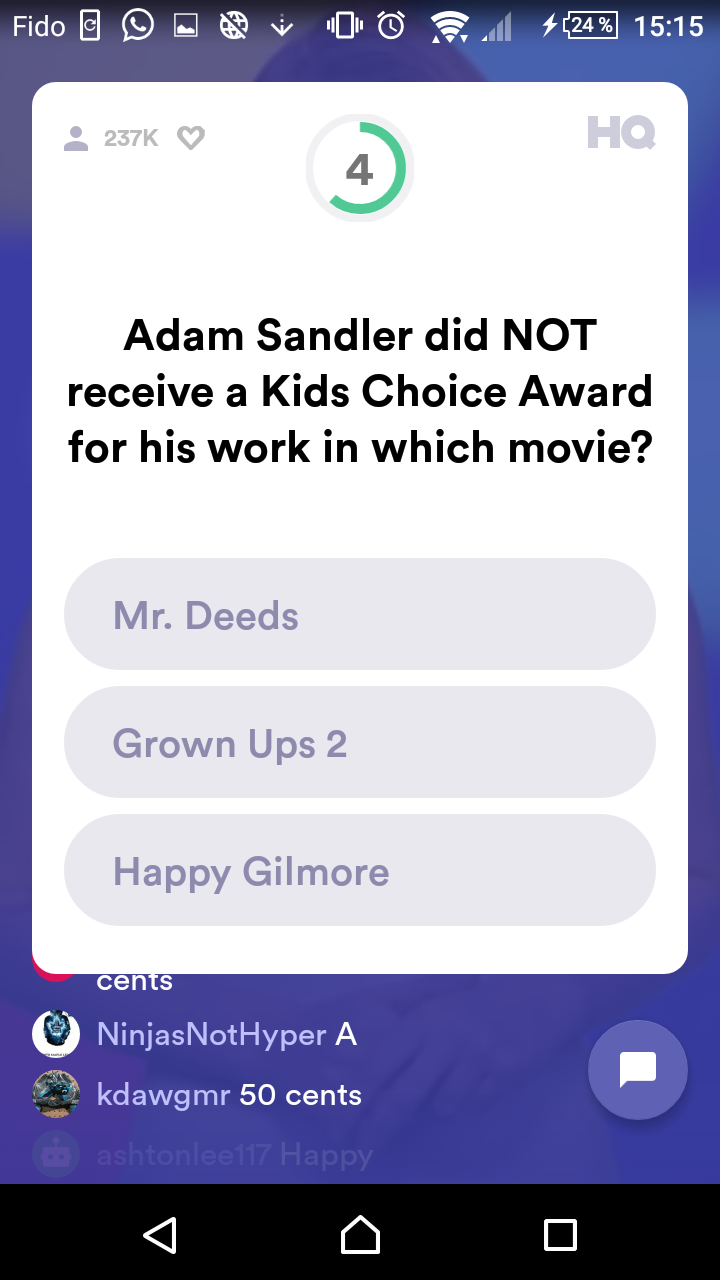 Fido 24 % 15:15
237K HQ
4
Adam Sandler did NOT
receive a Kids Choice Award
for his work in which movie?
Mr. Deeds
Grown Ups 2
Happy Gilmore
cents
NinjasNotHyper A
kdawgmr 50 cents
ashtonlee117 Happy